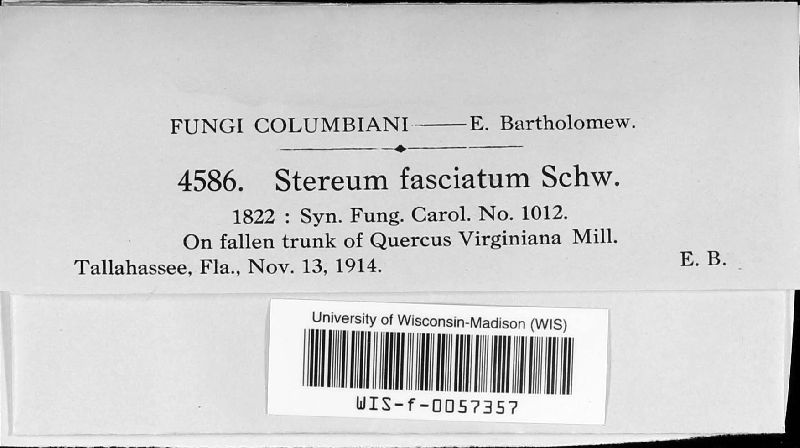 FUNGI COLUMBIANI — E. Bartholomew.
4586. Stereum fasciatum Schw.
1822 : Syn. Fung. Carol. No. 1012.
On fallen trunk of Quercus Virginiana Mill.
Tallahassee, Fla., Nov. 13, 1914. E. B.
University of Wisconsin-Madison (WIS)
WIS-f-0057357